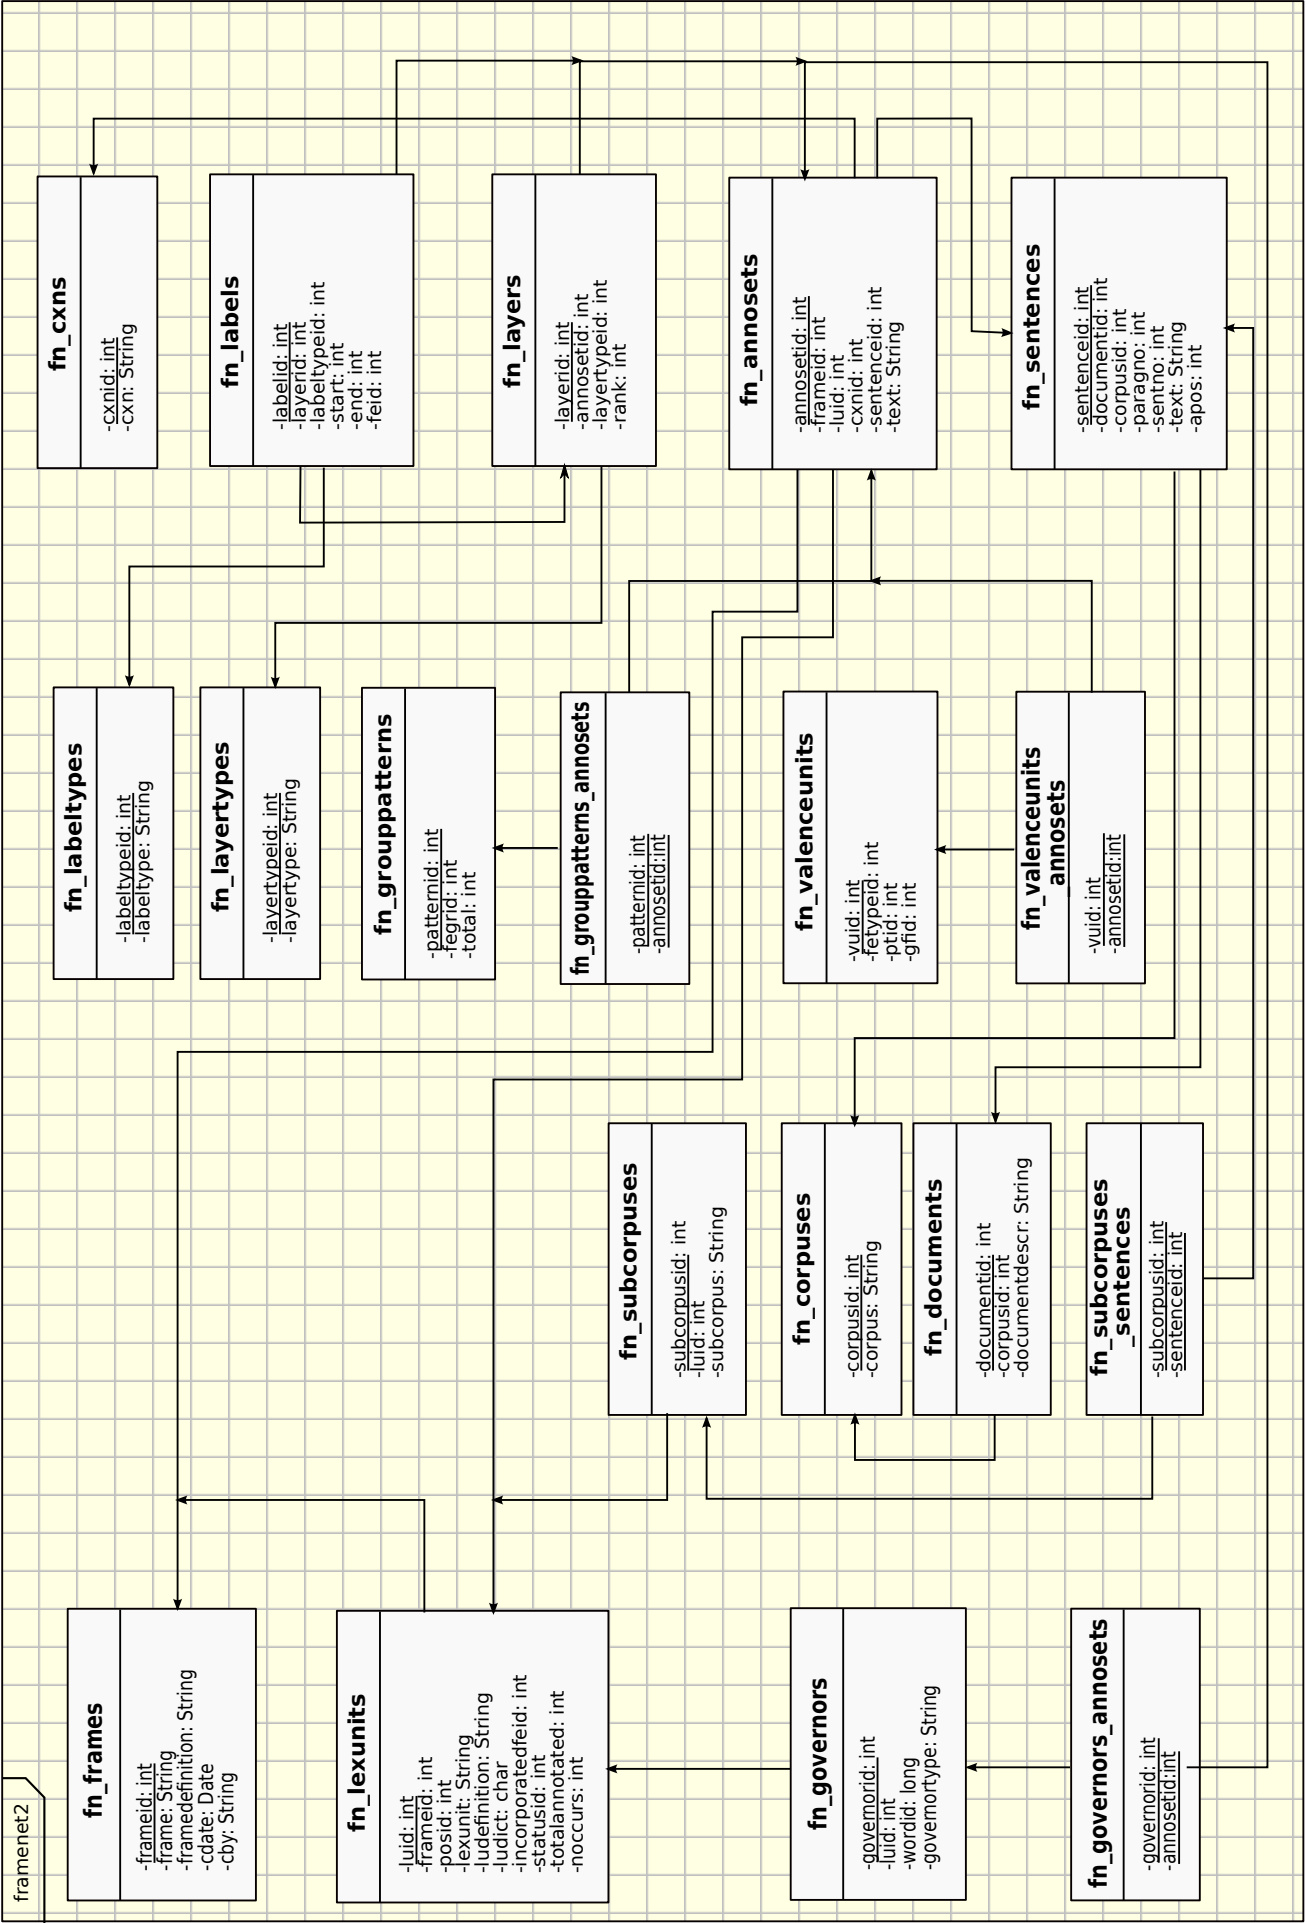 framenet2
fn_frames
-frameid: int
-frame: String
-framedefinition: String
-cdate: Date
-cby: String
fn_lexunits
-luid: int
-frameid: int
-posid: int
-lexunit: String
-ludefinition: String
-ludict: char
-incorporatedfeid: int
-statusid: int
-totalannotated: int
-noccurs: int
fn_governors
-governorid: int
-luid: int
-wordid: long
-governortype: String
fn_governors_annosets
-governorid: int
-annosetid:int
fn_subcorpuses
-subcorpusid: int
-luid: int
-subcorpus: String
fn_corpuses
-corpusid: int
-corpus: String
fn_documents
-documentid: int
-corpusid: int
-documentdescr: String
fn_subcorpuses
_sentences
-subcorpusid: int
-sentenceid: int
fn_labeltypes
-labeltypeid: int
-labeltype: String
fn_layertypes
-layertypeid: int
-layertype: String
fn_grouppatterns
-patternid: int
-fegrid: int
-total: int
fn_grouppatterns_annosets
-patternid: int
-annosetid:int
fn_valenceunits
-vuid: int
-fetypeid: int
-ptid: int
-gfid: int
fn_valenceunits
_annosets
-vuid: int
-annosetid:int
fn_cxns
-cxnid: int
-cxn: String
fn_labels
-labelid: int
-layerid: int
-labeltypeid: int
-start: int
-end: int
-feid: int
fn_layers
-layerid: int
-annosetid: int
-layertypeid: int
-rank: int
fn_annosets
-annosetid: int
-frameid: int
-luid: int
-cxnid: int
-sentenceid: int
-text: String
fn_sentences
-sentenceid: int
-documentid: int
-corpusid: int
-paragno: int
-sentno: int
-text: String
-apos: int